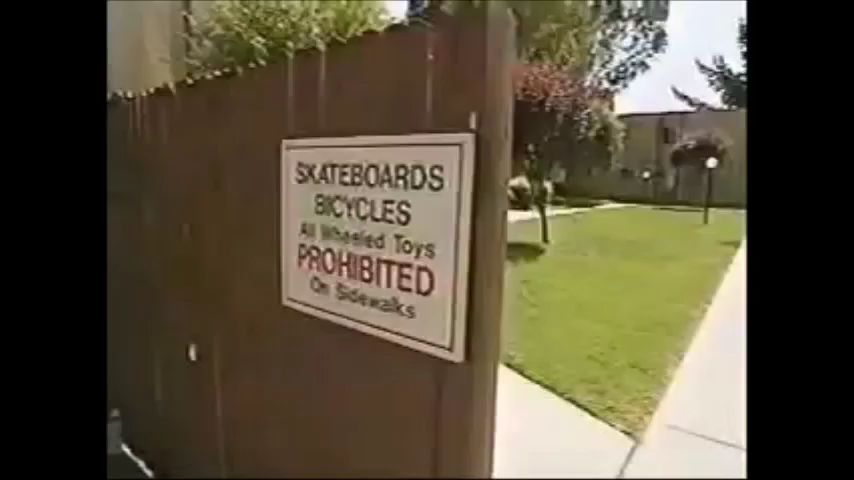 SKATEBOARDS
BICYCLES
All Wheeled Toys
PROHIBITED
On Sidewalks